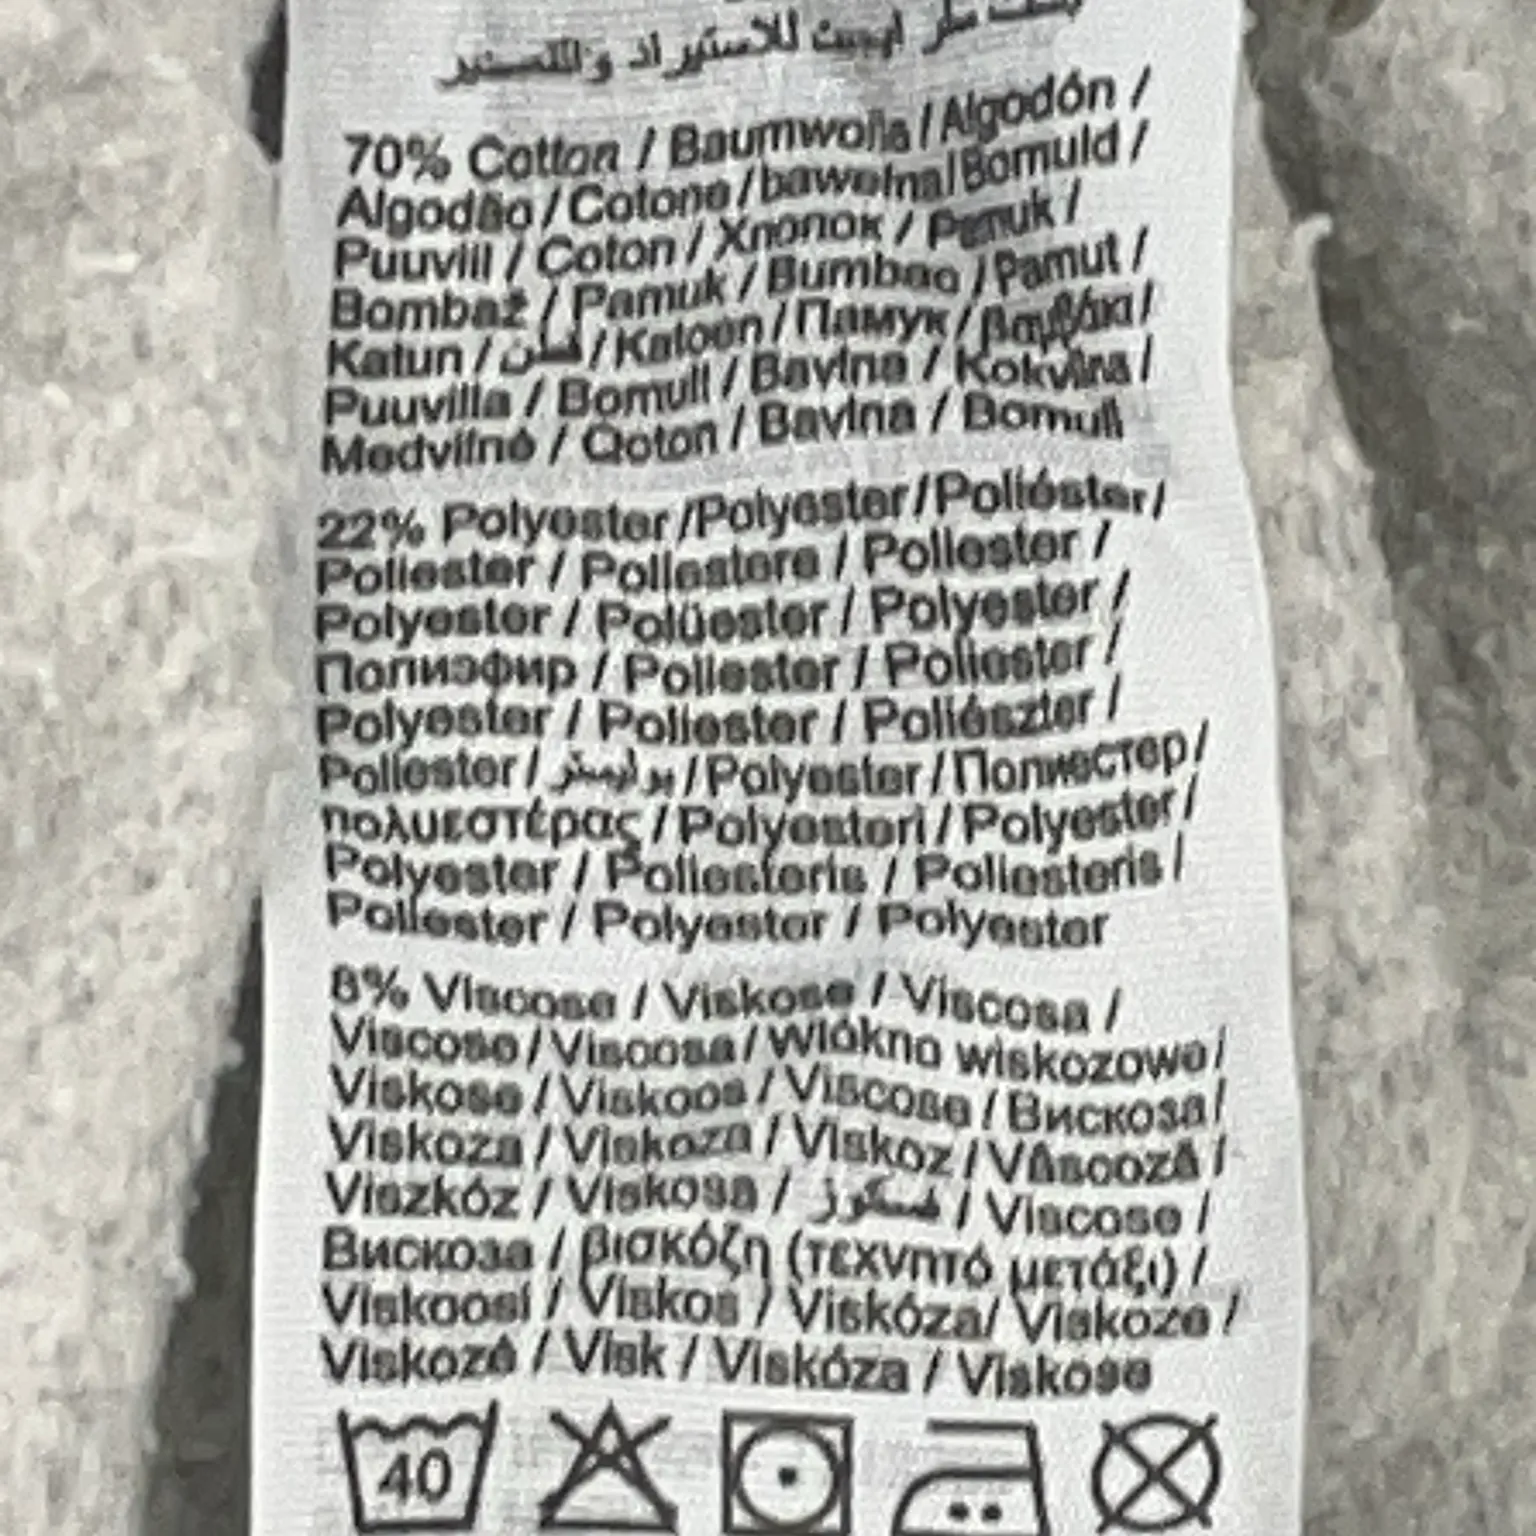 للاستيراد والتصدير
70% Cotton / Baumwolle / Algodón /
Algodão / Cotone / bawełna / Bomuld /
Puuvill / Coton / Хлопок / Pamuk /
Bombaž / Pamuk / Bumbac / Pamut /
Katun / قطن / Katoen / Памук / βαμβάκι /
Puuvilla / Bomull / Bavlna / Kokvilna /
Medvilnė / Qoton / Bavlna / Bomull
22% Polyester /Polyester / Poliéster /
Poliester / Poliestere / Poliester /
Polyester / Polüester / Polyester /
Полиэфир / Poliester / Poliester /
Polyester / Poliester / Poliészter /
Poliester / بوليستر / Polyester / Полиестер /
πολυεστέρας / Polyesteri / Polyester /
Polyester / Poliesteris / Poliesteris /
Poliester / Polyester / Polyester
8% Viscose / Viskose / Viscosa /
Viscose / Viscosa / Włókno wiskozowe /
Viskose / Viskoos / Viscose / Вискоза /
Viskoza / Viskoza / Viskoz / Vâscoză /
Viszkóz / Viskosa / فسكوز / Viscose /
Вискоза / βισκόζη (τεχνητό μετάξι) /
Viskoosi / Viskos / Viskóza/ Viskoze /
Viskozė / Visk / Viskóza / Viskose
40